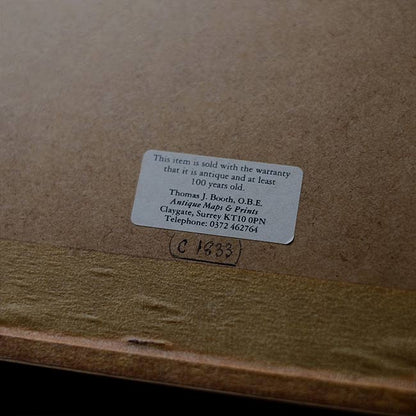 This item is sold with the warranty
that it is antique and at least
100 years old.
Thomas J. Booth, O.B.E.
Antique Maps & Prints
Claygate, Surrey KT10 0PN
Telephone: 0372 462764
C 1833